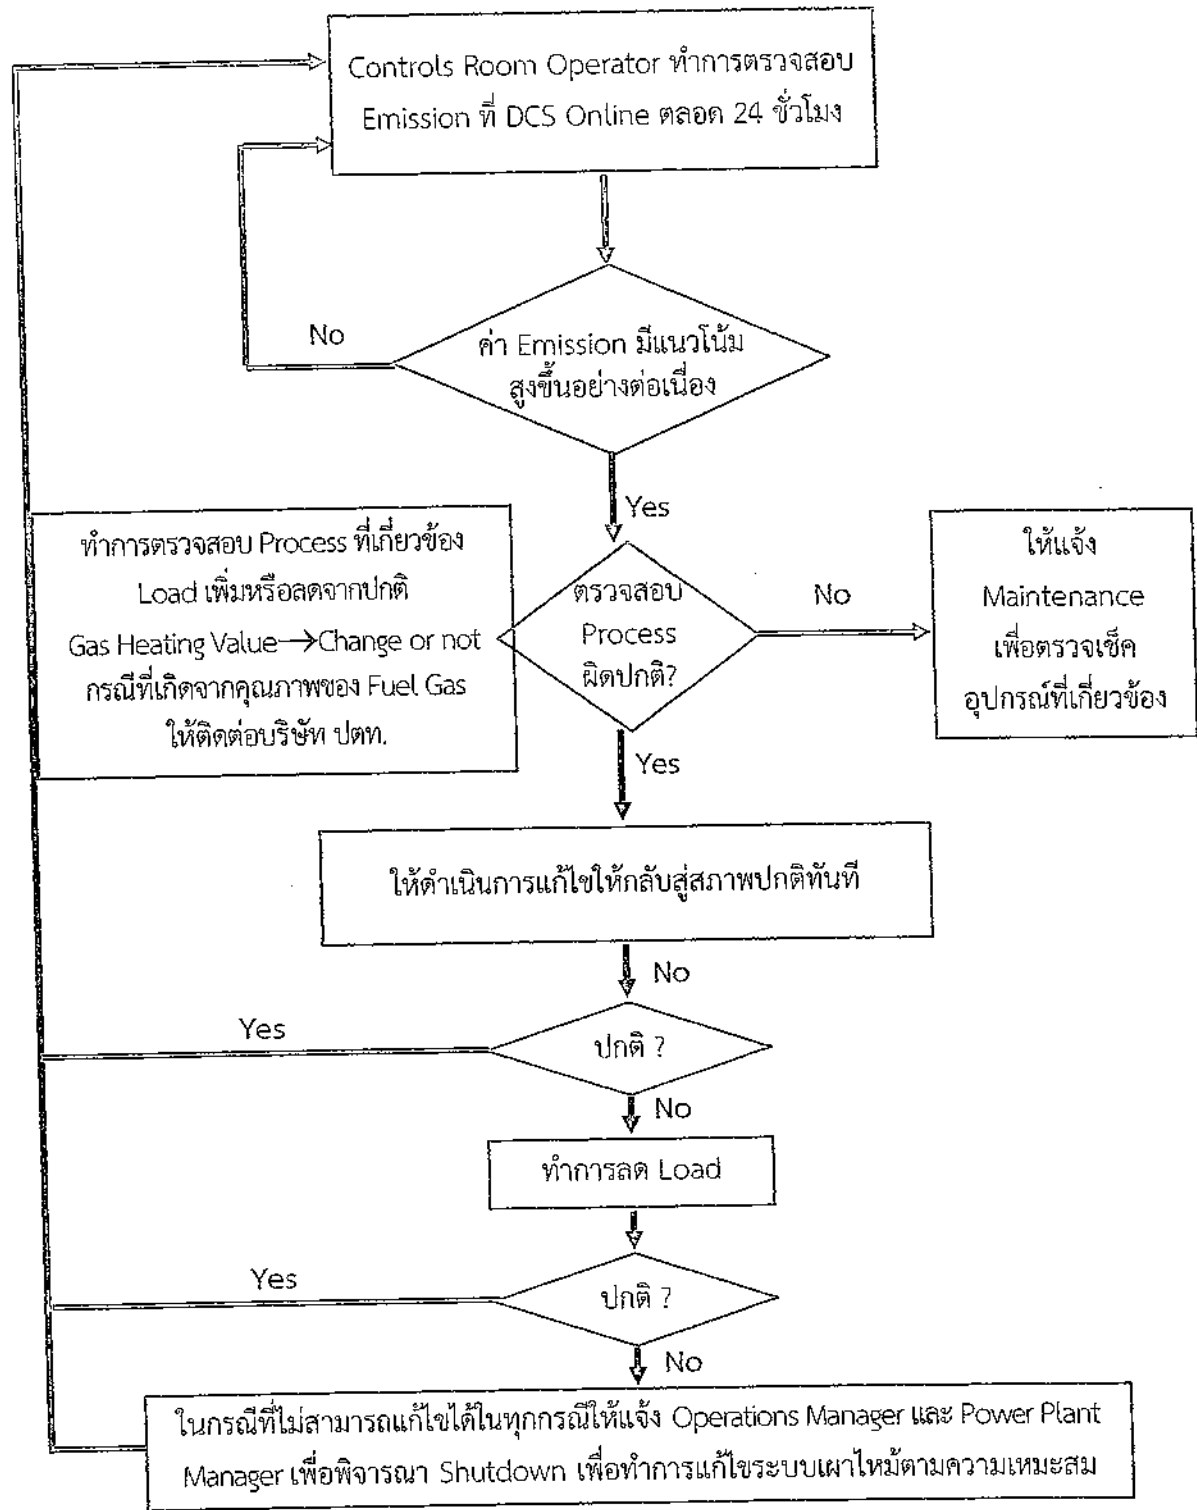 Controls Room Operator ทำการตรวจสอบ
Emission ที่ DCS Online ตลอด 24 ชั่วโมง
No
ค่า Emission มีแนวโน้ม
สูงขึ้นอย่างต่อเนื่อง
Yes
ทำการตรวจสอบ Process ที่เกี่ยวข้อง
Load เพิ่มหรือลดจากปกติ
Gas Heating Value→Change or not
กรณีที่เกิดจากคุณภาพของ Fuel Gas
ให้ติดต่อบริษัท ปตท.
ตรวจสอบ
Process
ผิดปกติ?
No
ให้แจ้ง
Maintenance
เพื่อตรวจเช็ค
อุปกรณ์ที่เกี่ยวข้อง
Yes
ให้ดำเนินการแก้ไขให้กลับสู่สภาพปกติทันที
No
Yes
ปกติ ?
No
ทำการลด Load
Yes
ปกติ ?
No
ในกรณีที่ไม่สามารถแก้ไขได้ในทุกกรณีให้แจ้ง Operations Manager และ Power Plant
Manager เพื่อพิจารณา Shutdown เพื่อทำการแก้ไขระบบเผาไหม้ตามความเหมะสม